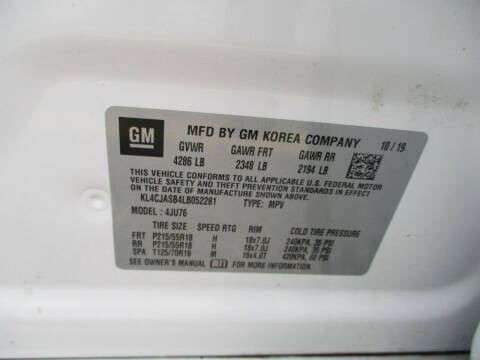 GM
MFD BY GM KOREA COMPANY 10/19
GVWR GAWR FRT GAWR RR
4286 LB 2348 LB 2194 LB
THIS VEHICLE CONFORMS TO ALL APPLICABLE U.S. FEDERAL MOTOR
VEHICLE SAFETY AND THEFT PREVENTION STANDARDS IN EFFECT
ON THE DATE OF MANUFACTURE SHOWN ABOVE.
KL4CJASB4LB052281 TYPE: MPV
MODEL: 4JU76
TIRE SIZE SPEED RTG RIM COLD TIRE PRESSURE
FRT P215/55R18 H 18x7.0J 240KPA, 35 PSI
RR P215/55R18 H 18x7.0J 240KPA, 35 PSI
SPA T125/70R16 M 16x4.0T 420KPA, 60 PSI
SEE OWNER'S MANUAL FOR MORE INFORMATION.